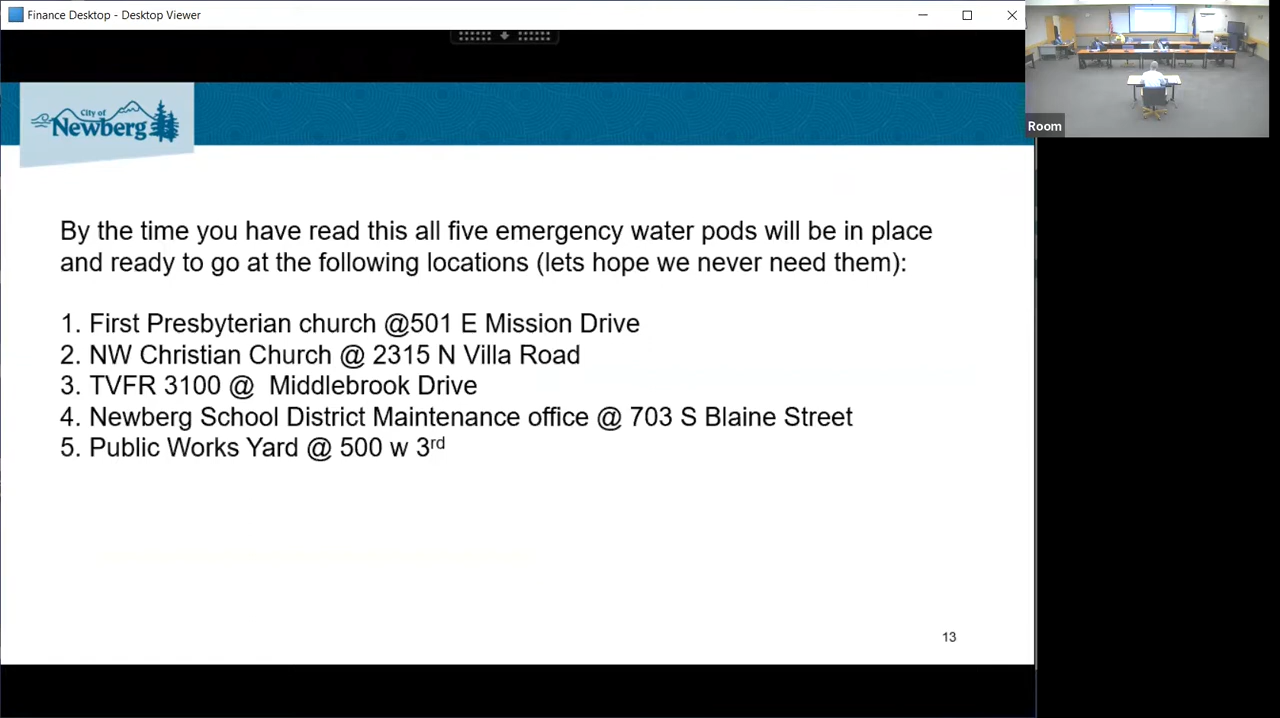 Finance Desktop - Desktop Viewer
City of
Newberg
Room
By the time you have read this all five emergency water pods will be in place
and ready to go at the following locations (lets hope we never need them):
1. First Presbyterian church @501 E Mission Drive
2. NW Christian Church @ 2315 N Villa Road
3. TVFR 3100 @  Middlebrook Drive
4. Newberg School District Maintenance office @ 703 S Blaine Street
5. Public Works Yard @ 500 w 3rd
13